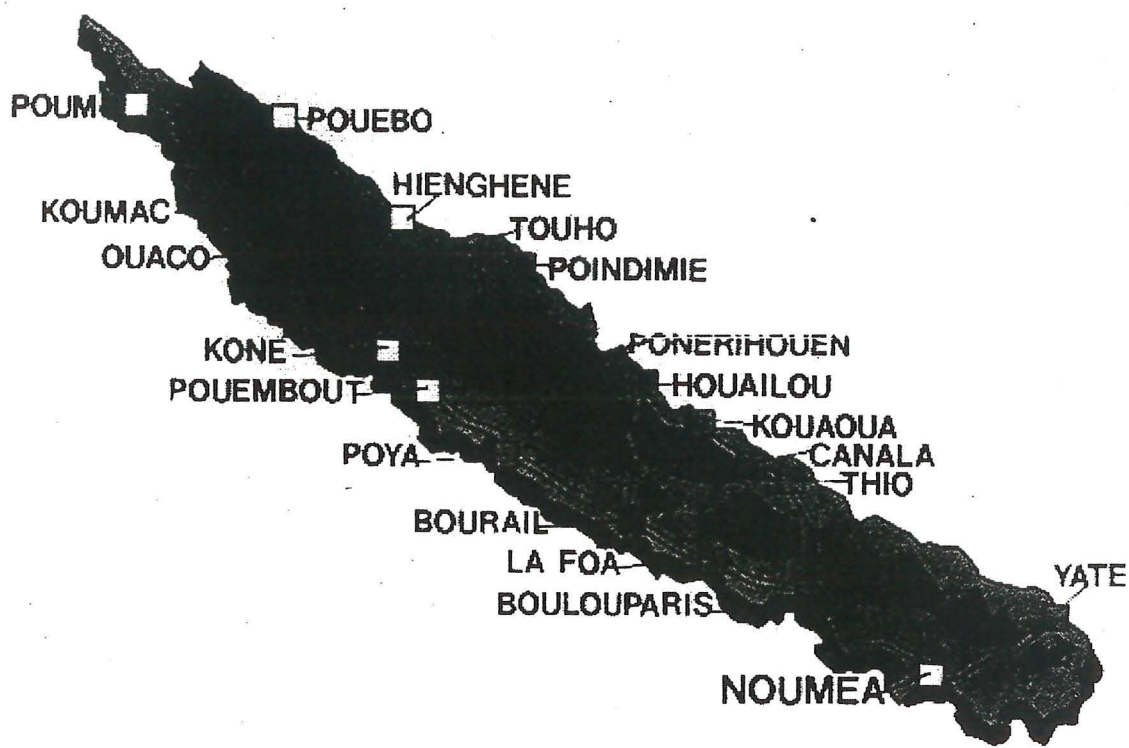 POUM
POUEBO
HIENGHENE
KOUMAC
TOUHO
OUACO
POINDIMIE
KONE
PONERIHOUEN
POUEMBOUT
HOUAILOU
KOUAOUA
POYA
CANALA
THIO
BOURAIL
LA FOA
YATE
BOULOUPARIS
NOUMEA